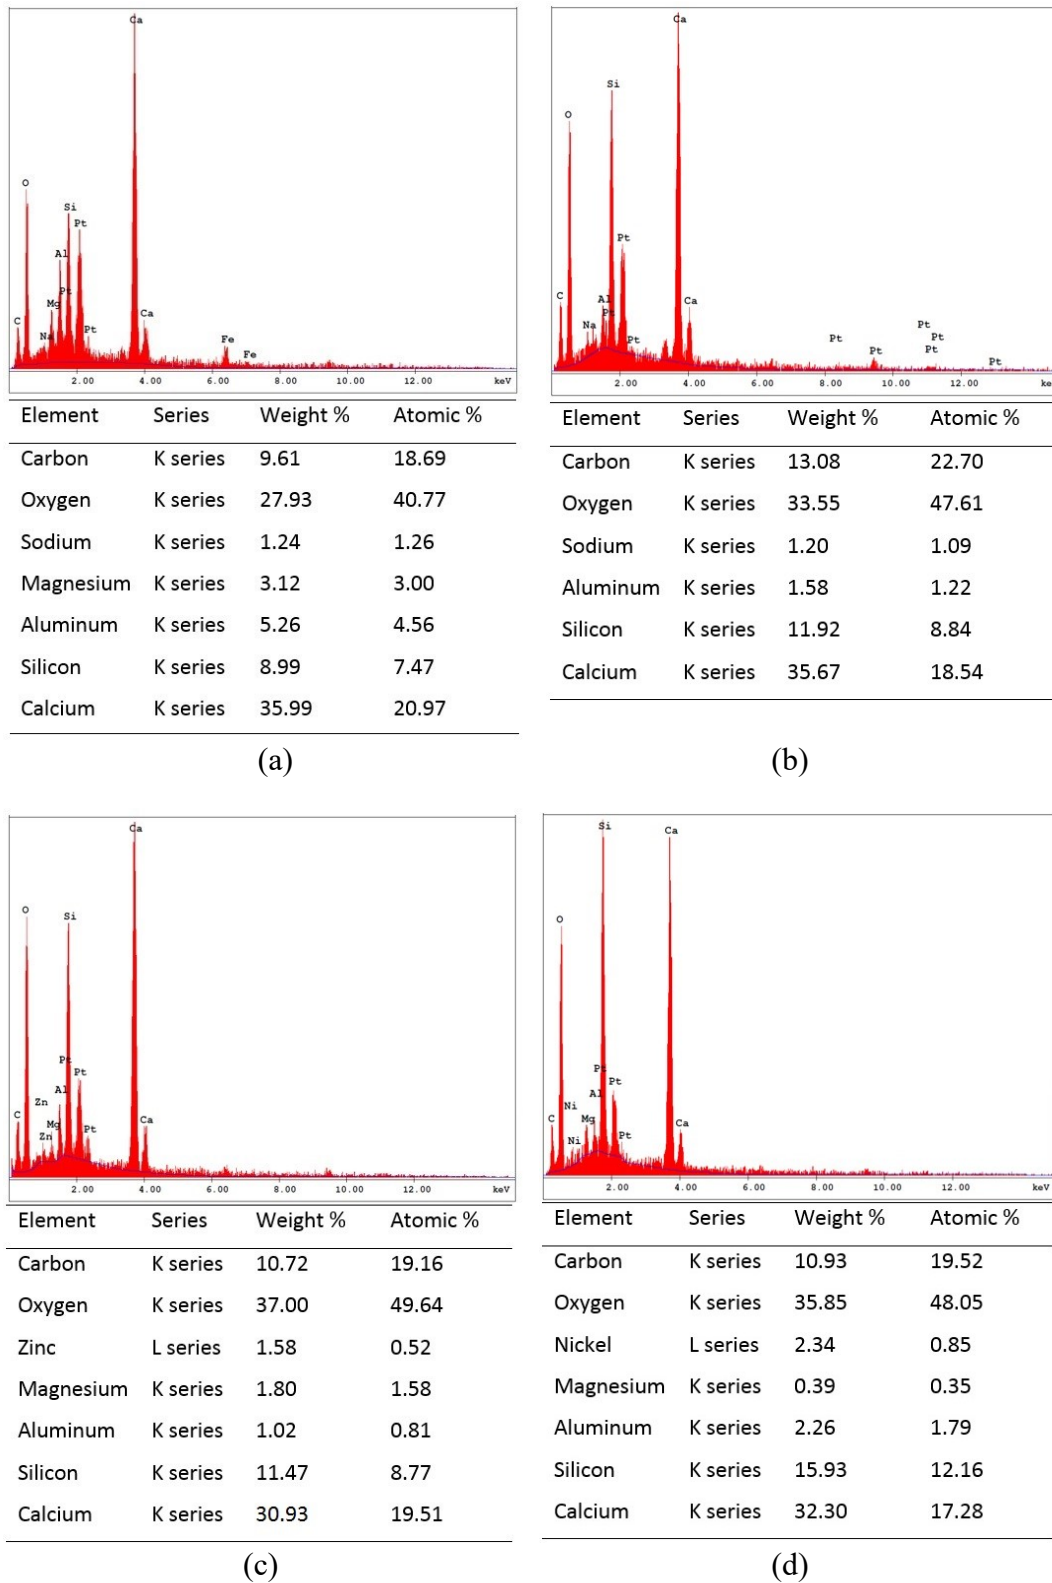 Ca
O
Si
Pt
Al
Pt
Mg
C
Na
Pt
Ca
Fe
Fe
2.00 4.00 6.00 8.00 10.00 12.00 keV
Element Series Weight % Atomic %
Carbon K series 9.61 18.69
Oxygen K series 27.93 40.77
Sodium K series 1.24 1.26
Magnesium K series 3.12 3.00
Aluminum K series 5.26 4.56
Silicon K series 8.99 7.47
Calcium K series 35.99 20.97
(a)
Ca
Si
O
Pt
C
Al
Pt
Na
Pt
Ca
Pt
Pt
Pt
Pt
Pt
Pt
2.00 4.00 6.00 8.00 10.00 12.00 keV
Element Series Weight % Atomic %
Carbon K series 13.08 22.70
Oxygen K series 33.55 47.61
Sodium K series 1.20 1.09
Aluminum K series 1.58 1.22
Silicon K series 11.92 8.84
Calcium K series 35.67 18.54
(b)
Ca
O
Si
Pt
Pt
Al
Zn
C
Mg
Zn
Pt
Ca
2.00 4.00 6.00 8.00 10.00 12.00 keV
Element Series Weight % Atomic %
Carbon K series 10.72 19.16
Oxygen K series 37.00 49.64
Zinc L series 1.58 0.52
Magnesium K series 1.80 1.58
Aluminum K series 1.02 0.81
Silicon K series 11.47 8.77
Calcium K series 30.93 19.51
(c)
Si
Ca
O
Pt
Pt
Al
Ni
Mg
C
Ni
Pt
Ca
2.00 4.00 6.00 8.00 10.00 12.00 keV
Element Series Weight % Atomic %
Carbon K series 10.93 19.52
Oxygen K series 35.85 48.05
Nickel L series 2.34 0.85
Magnesium K series 0.39 0.35
Aluminum K series 2.26 1.79
Silicon K series 15.93 12.16
Calcium K series 32.30 17.28
(d)